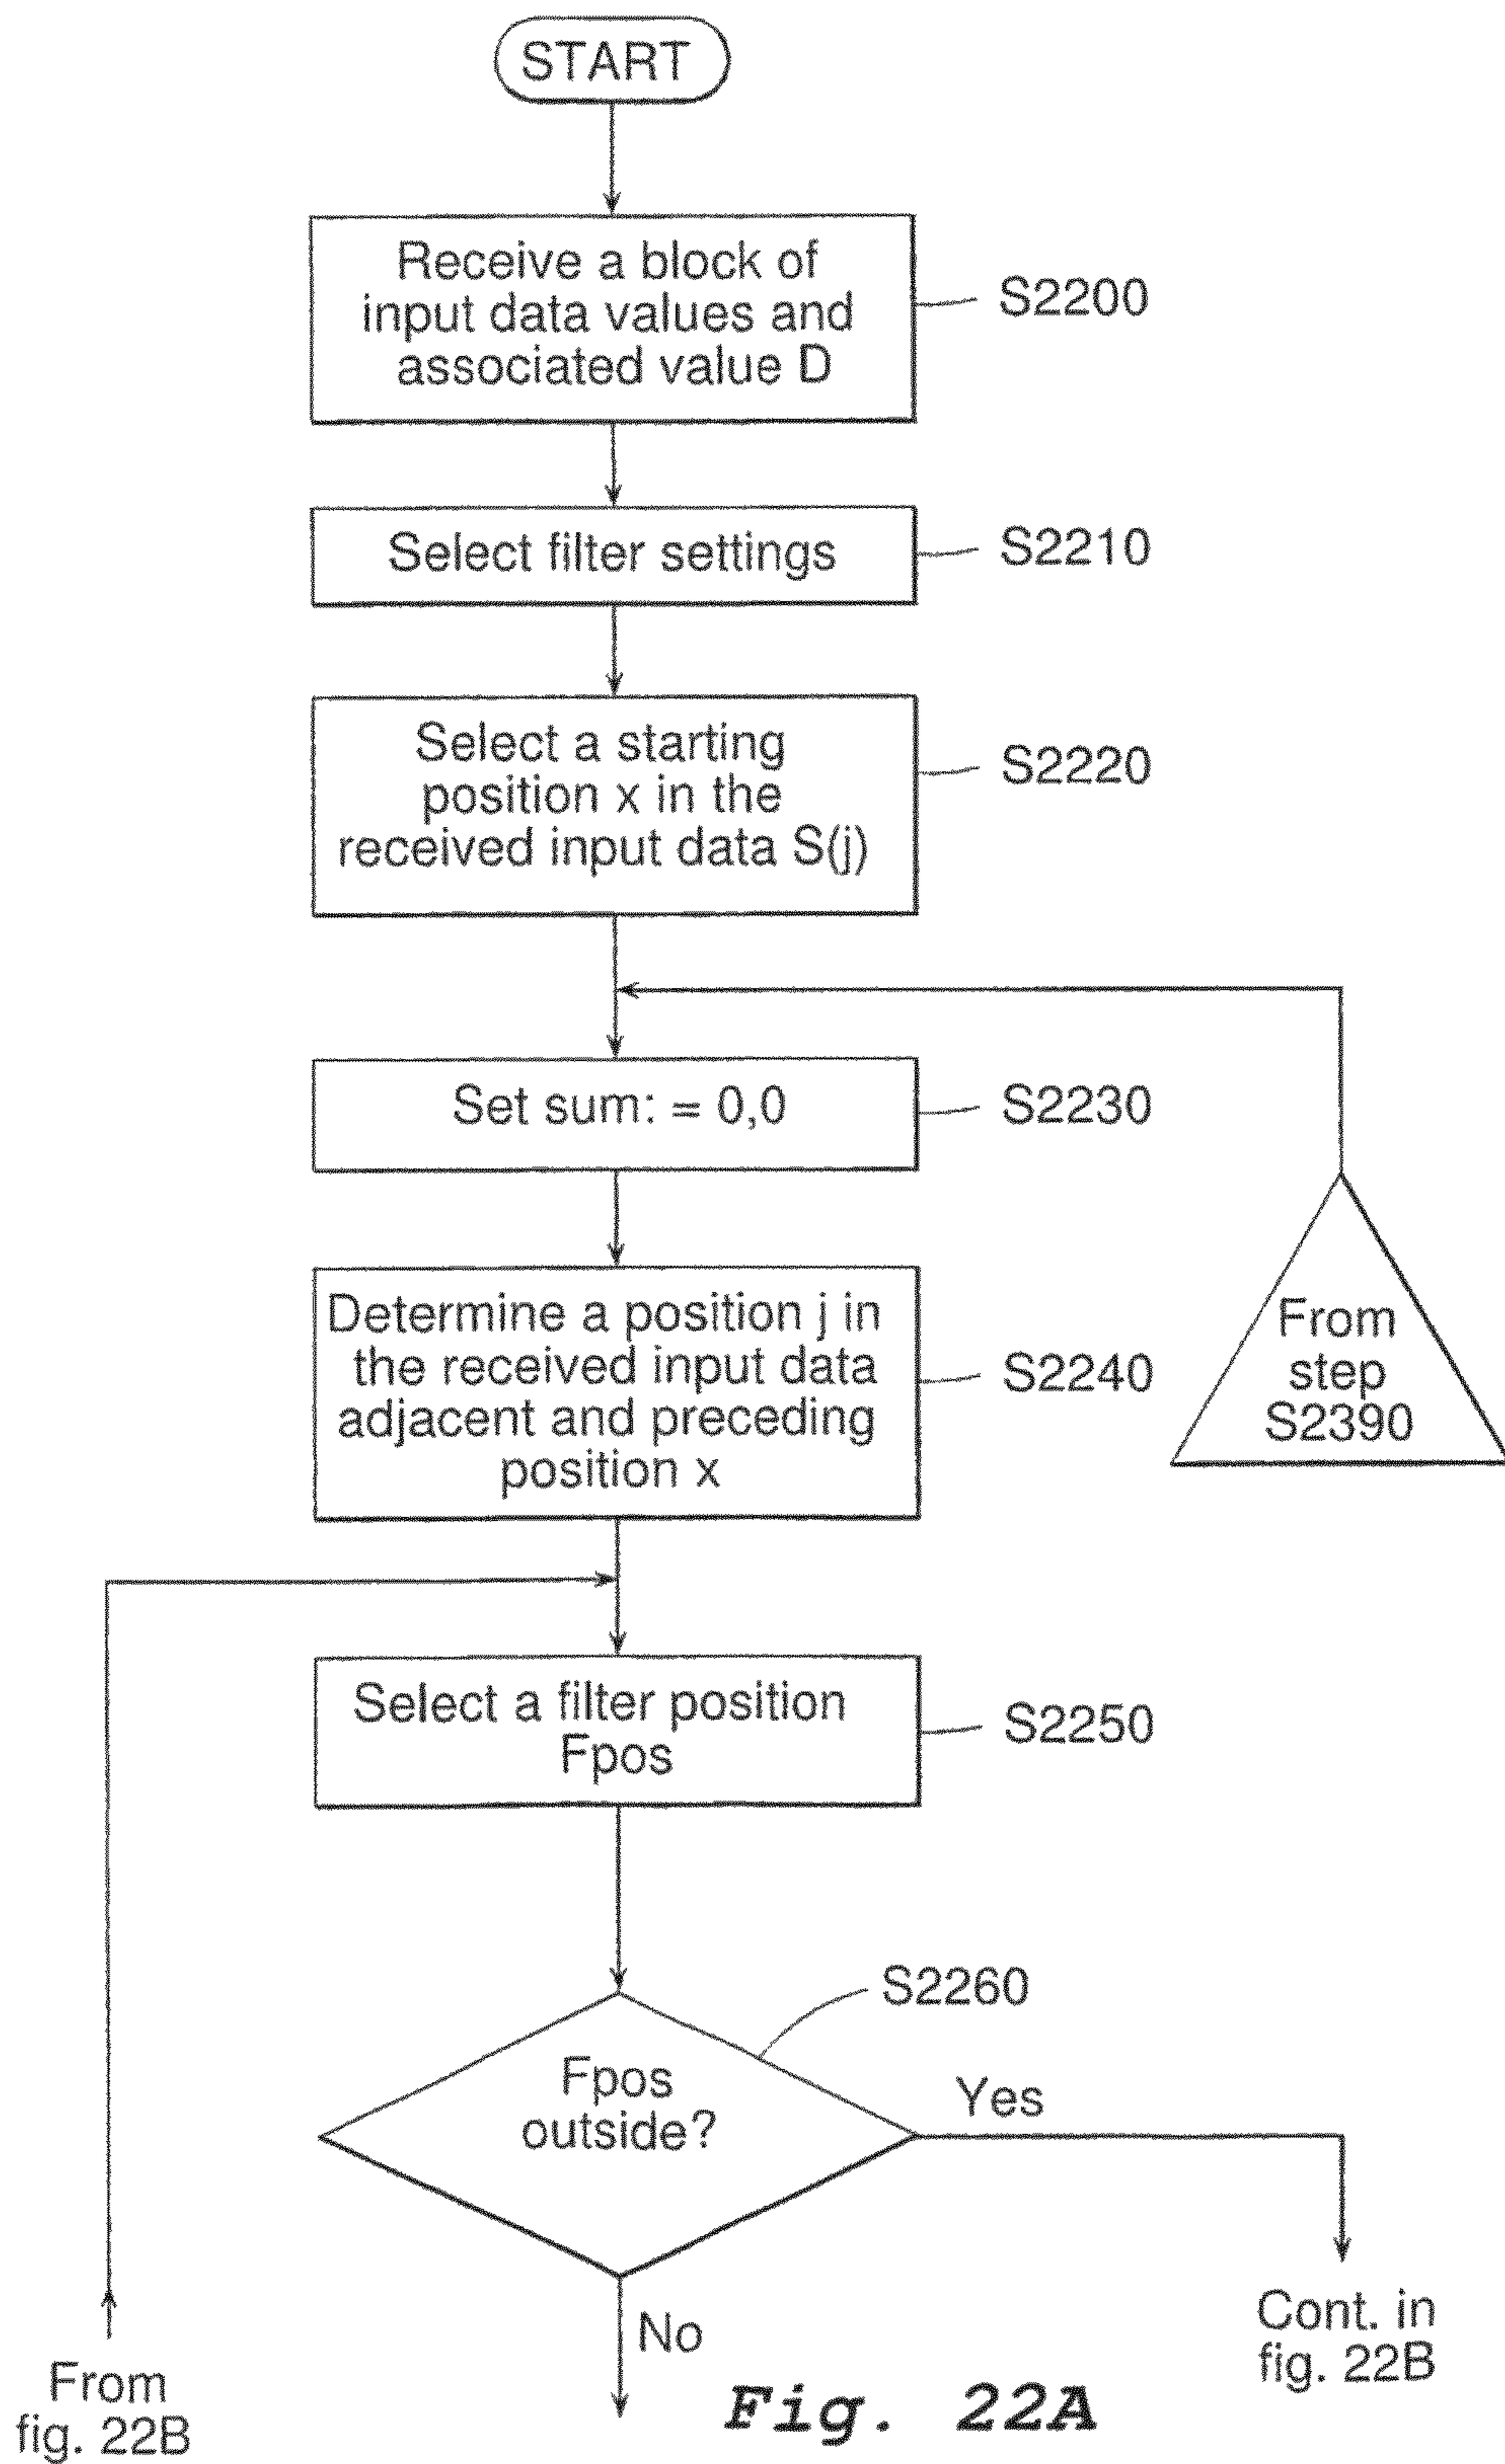 START
Receive a block of
input data values and
associated value D
S2200
Select filter settings
S2210
Select a starting
position x in the
received input data S(j)
S2220
Set sum: = 0,0
S2230
Determine a position j in
the received input data
adjacent and preceding
position x
S2240
From
step
S2390
Select a filter position
Fpos
S2250
S2260
Fpos
outside?
Yes
No
Cont. in
fig. 22B
From
fig. 22B
Fig. 22A